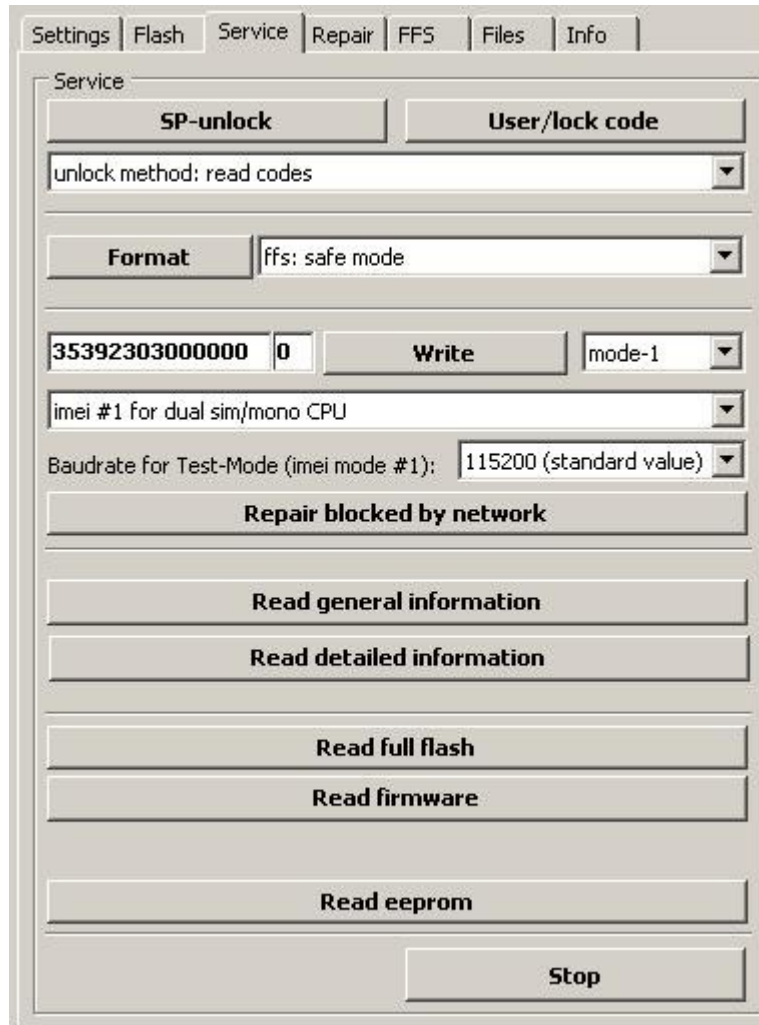 Settings Flash Service Repair FFS Files Info
Service
SP-unlock User/lock code
unlock method: read codes
Format ffs: safe mode
35392303000000 0 Write mode-1
imei #1 for dual sim/mono CPU
Baudrate for Test-Mode (imei mode #1): 115200 (standard value)
Repair blocked by network
Read general information
Read detailed information
Read full flash
Read firmware
Read eeprom
Stop